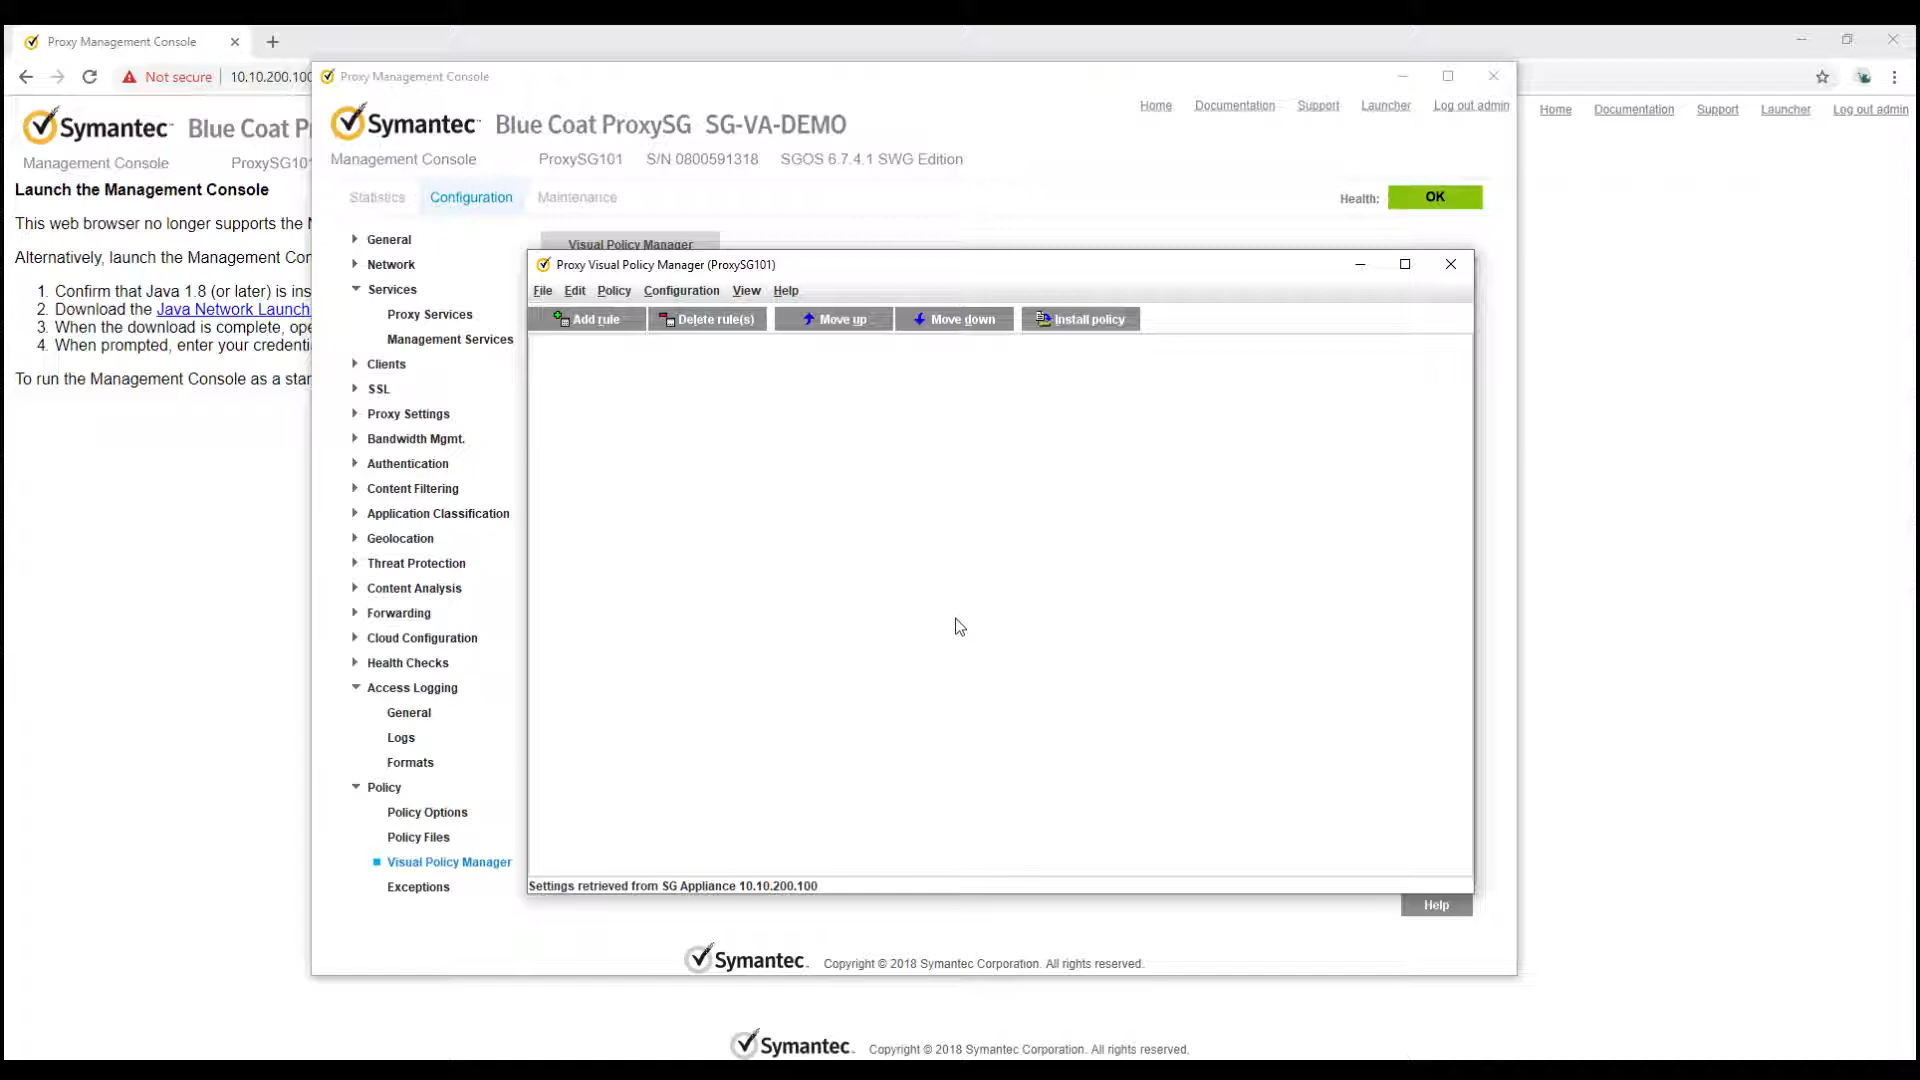 Proxy Management Console
Not secure 10.10.200.100
Symantec Blue Coat P
Management Console ProxySG101
Launch the Management Console
This web browser no longer supports the
Alternatively, launch the Management Con
1. Confirm that Java 1.8 (or later) is ins
2. Download the Java Network Launch
3. When the download is complete, ope
4. When prompted, enter your credenti
To run the Management Console as a star
Home Documentation Support Launcher Log out admin
Proxy Management Console
Home Documentation Support Launcher Log out admin
Symantec Blue Coat ProxySG SG-VA-DEMO
Management Console ProxySG101 S/N 0800591318 SGOS 6.7.4.1 SWG Edition
Statistics Configuration Maintenance
Health: OK
General
Network
Services
Proxy Services
Management Services
Clients
SSL
Proxy Settings
Bandwidth Mgmt.
Authentication
Content Filtering
Application Classification
Geolocation
Threat Protection
Content Analysis
Forwarding
Cloud Configuration
Health Checks
Access Logging
General
Logs
Formats
Policy
Policy Options
Policy Files
Visual Policy Manager
Exceptions
Visual Policy Manager
Proxy Visual Policy Manager (ProxySG101)
File Edit Policy Configuration View Help
Add rule Delete rule(s) Move up Move down Install policy
Settings retrieved from SG Appliance 10.10.200.100
Help
Symantec Copyright © 2018 Symantec Corporation. All rights reserved.
Symantec Copyright © 2018 Symantec Corporation. All rights reserved.